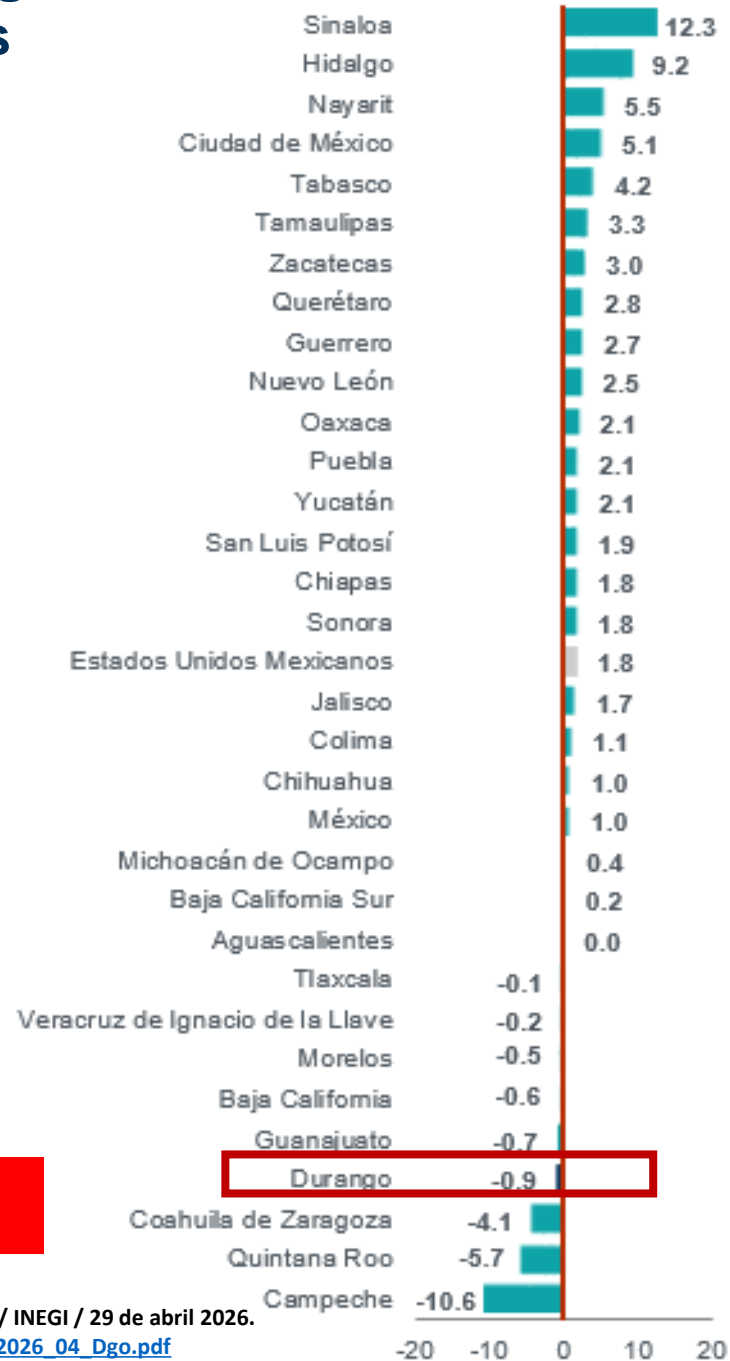 s
Sinaloa 12.3
Hidalgo 9.2
Nayarit 5.5
Ciudad de México 5.1
Tabasco 4.2
Tamaulipas 3.3
Zacatecas 3.0
Querétaro 2.8
Guerrero 2.7
Nuevo León 2.5
Oaxaca 2.1
Puebla 2.1
Yucatán 2.1
San Luis Potosí 1.9
Chiapas 1.8
Sonora 1.8
Estados Unidos Mexicanos 1.8
Jalisco 1.7
Colima 1.1
Chihuahua 1.0
México 1.0
Michoacán de Ocampo 0.4
Baja California Sur 0.2
Aguascalientes 0.0
Tlaxcala -0.1
Veracruz de Ignacio de la Llave -0.2
Morelos -0.5
Baja California -0.6
Guanajuato -0.7
Durango -0.9
Coahuila de Zaragoza -4.1
Quintana Roo -5.7
Campeche -10.6
/ INEGI / 29 de abril 2026.
2026_04_Dgo.pdf
-20 -10 0 10 20